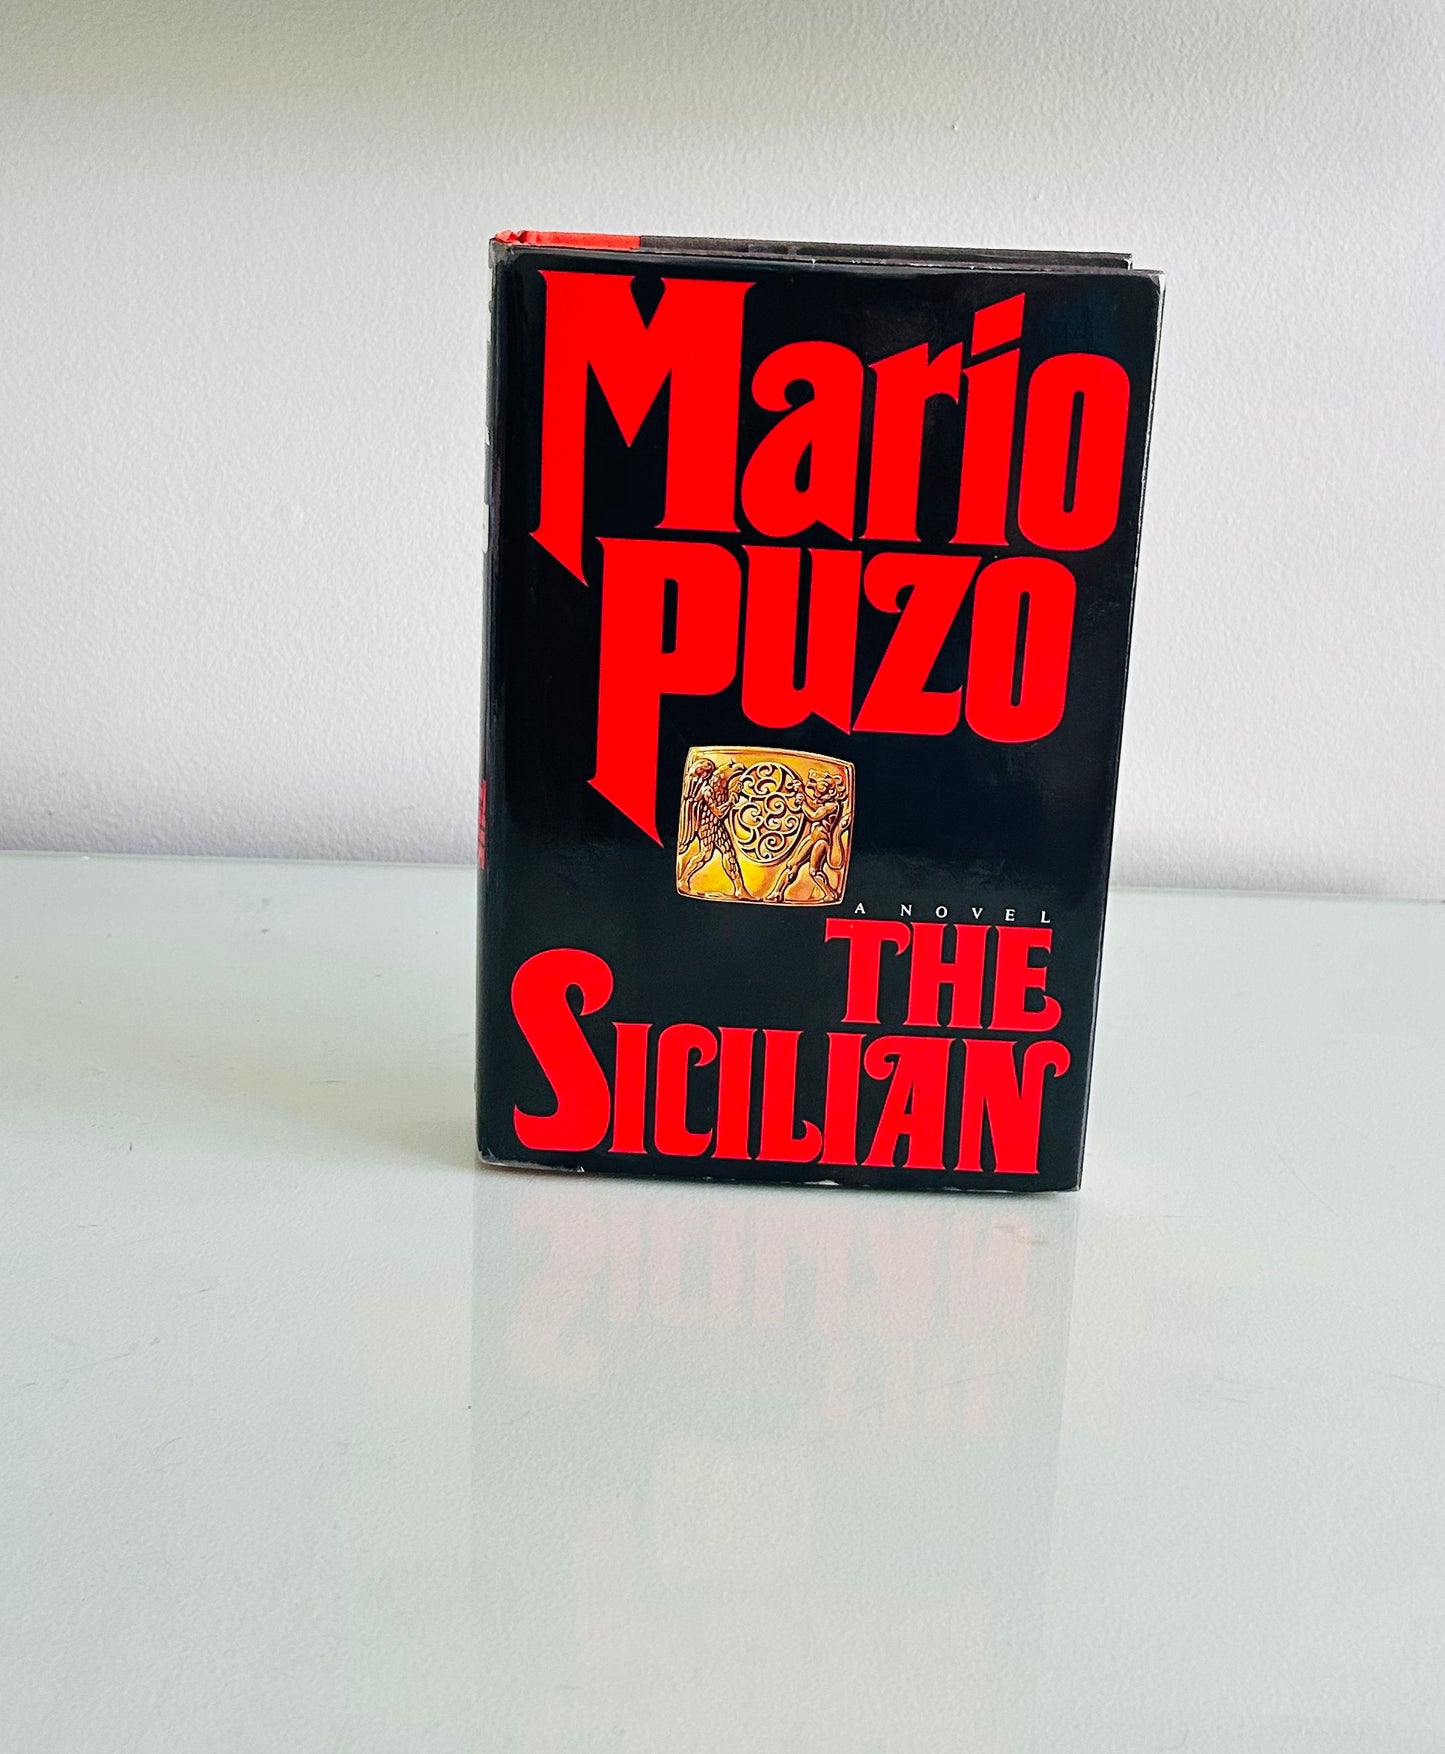 Mario
Puzo
A NOVEL
THE
SICILIAN